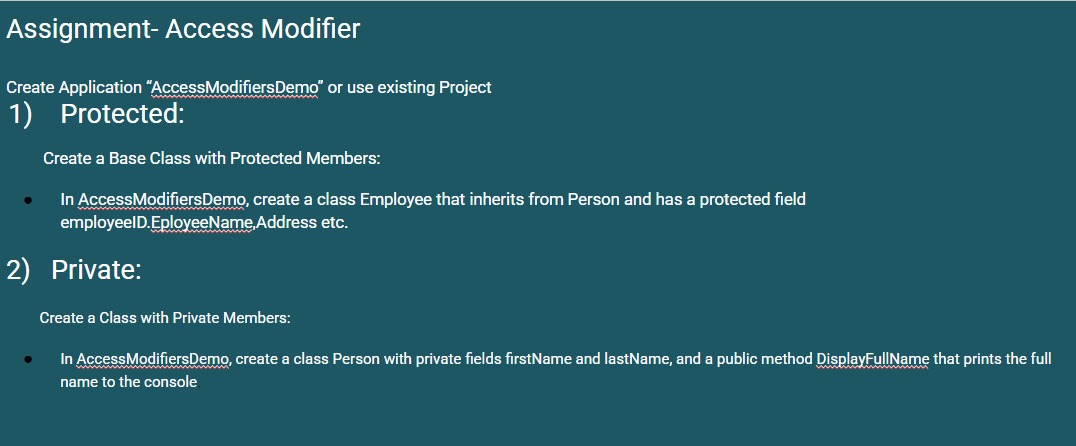 Assignment- Access Modifier
Create Application “AccessModifiersDemo” or use existing Project
1) Protected:
Create a Base Class with Protected Members:
● In AccessModifiersDemo, create a class Employee that inherits from Person and has a protected field
employeeID.EployeeName,Address etc.
2) Private:
Create a Class with Private Members:
● In AccessModifiersDemo, create a class Person with private fields firstName and lastName, and a public method DisplayFullName that prints the full
name to the console.